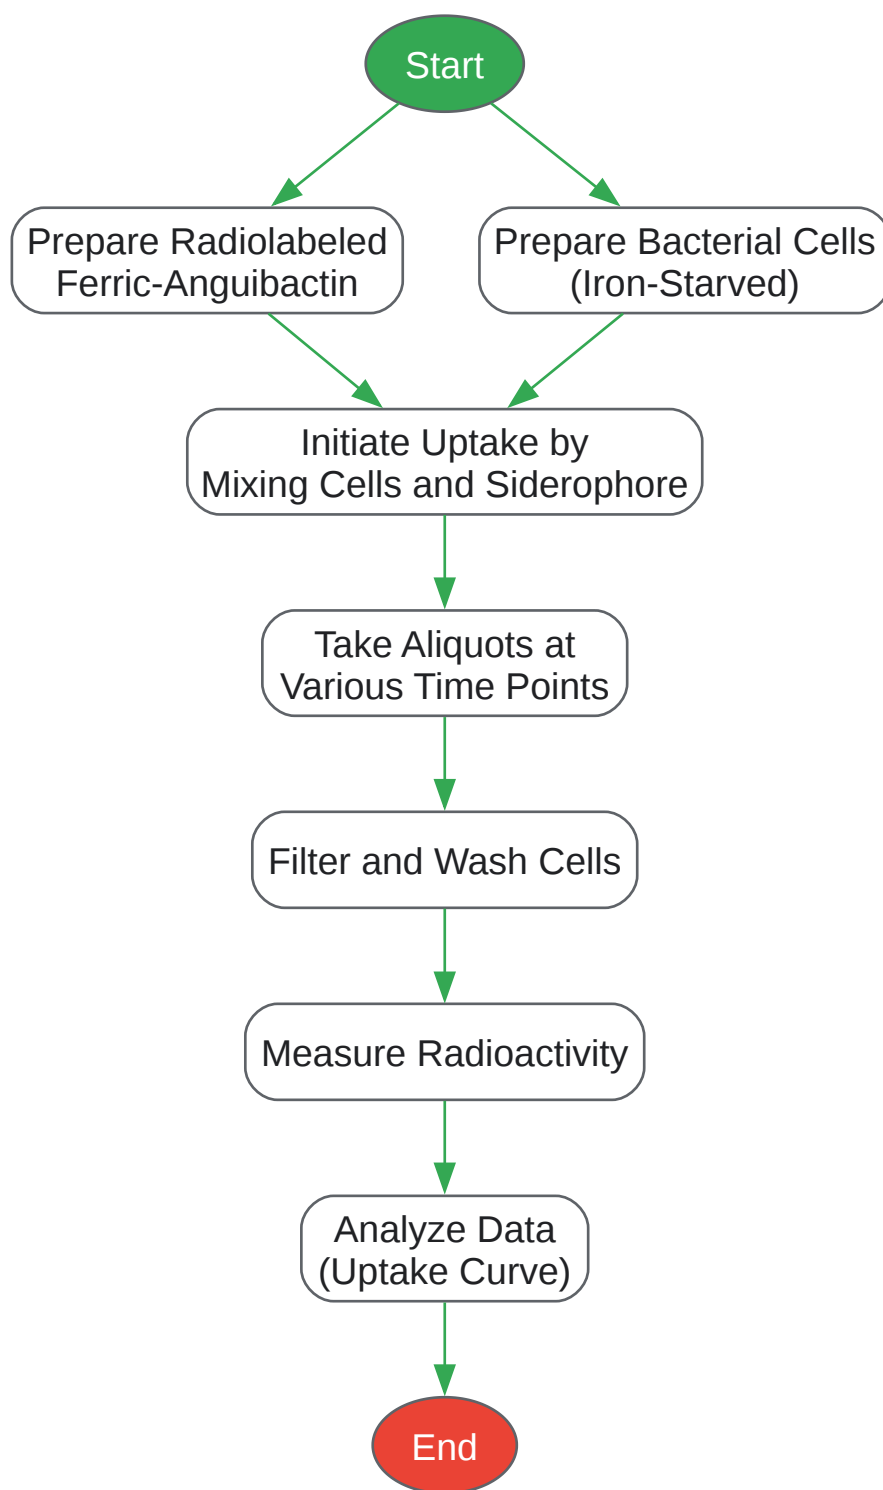 Start
Prepare Radiolabeled
Ferric-Anguibactin
Prepare Bacterial Cells
(Iron-Starved)
Initiate Uptake by
Mixing Cells and Siderophore
Take Aliquots at
Various Time Points
Filter and Wash Cells
Measure Radioactivity
Analyze Data
(Uptake Curve)
End